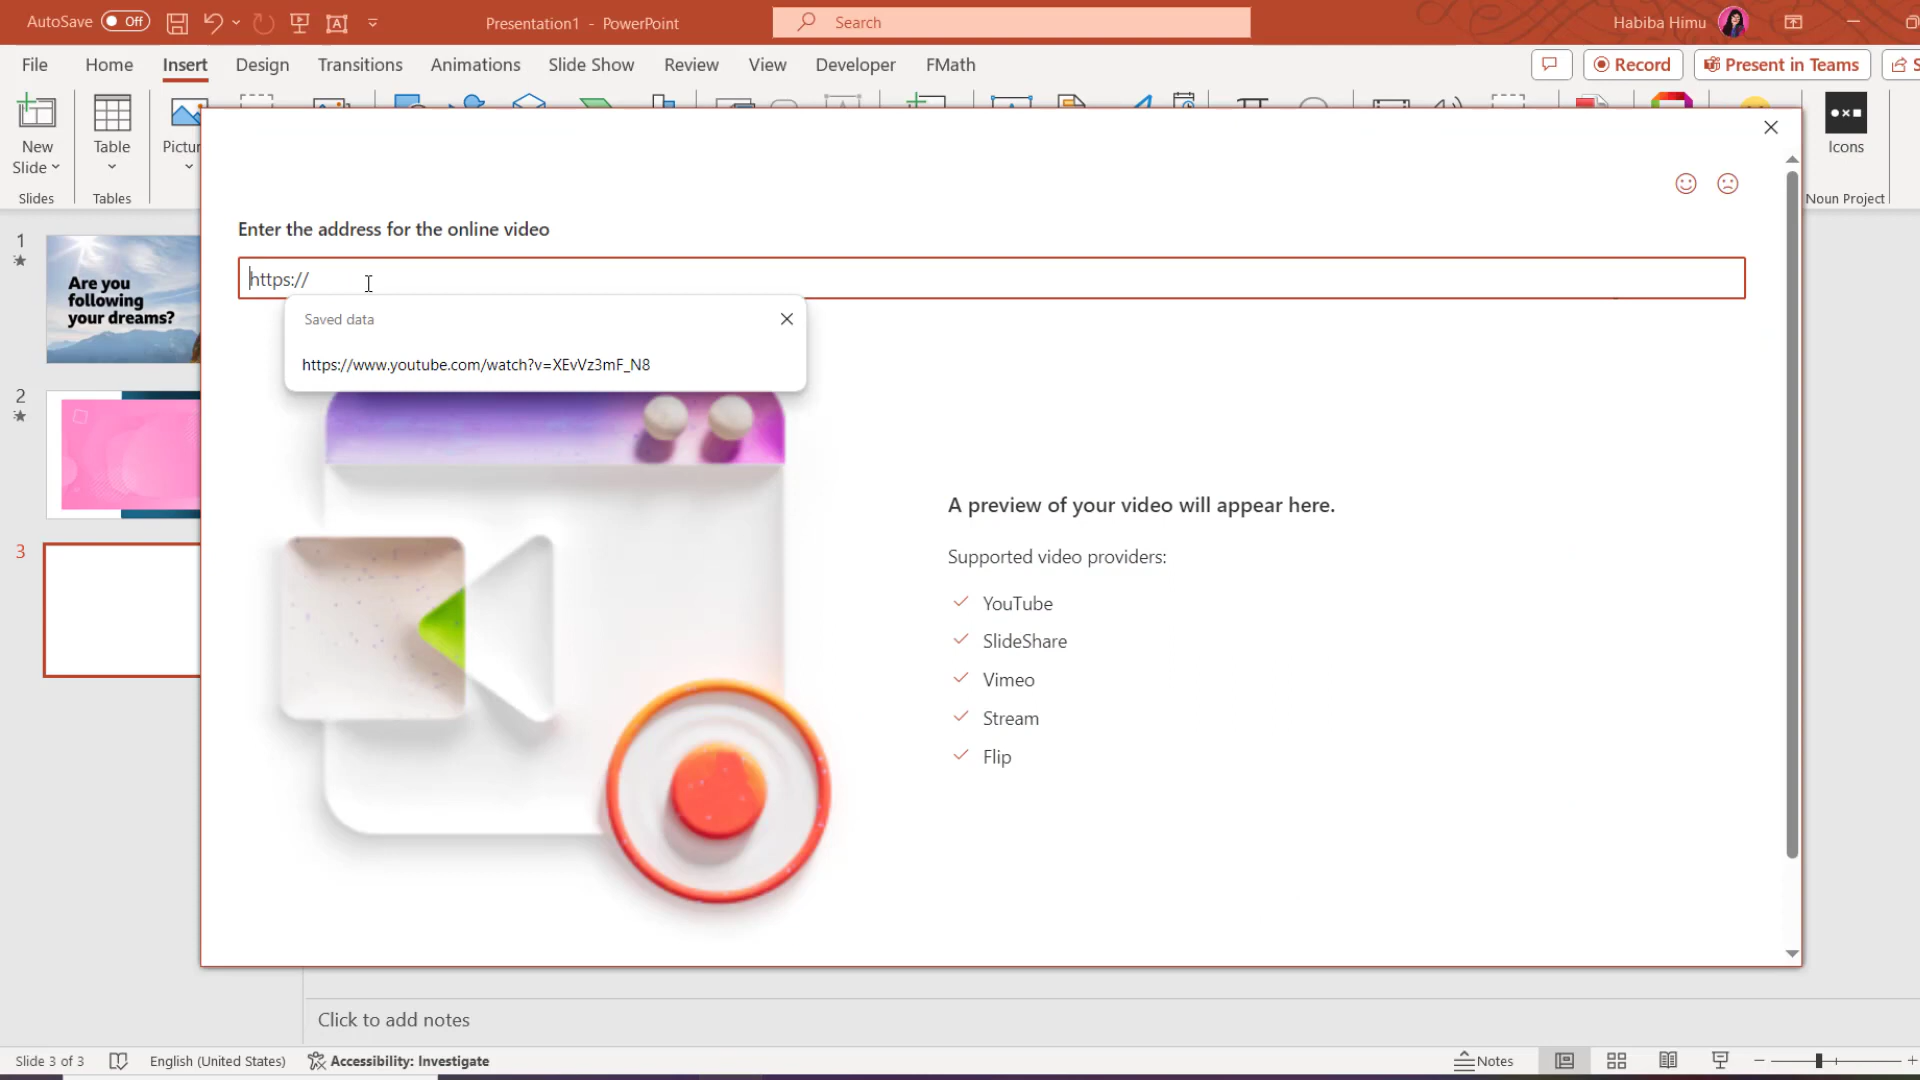 AutoSave Off
Presentation1 - PowerPoint
Search
Habiba Himu
File Home Insert Design Transitions Animations Slide Show Review View Developer FMath
Record
Present in Teams
S
New
Slide
Table
Pictur
Icons
Slides
Tables
Noun Project
Enter the address for the online video
https://
Saved data
https://www.youtube.com/watch?v=XEvVz3mF_N8
1
Are you
following
your dreams?
2
3
A preview of your video will appear here.
Supported video providers:
YouTube
SlideShare
Vimeo
Stream
Flip
Click to add notes
Slide 3 of 3
English (United States)
Accessibility: Investigate
Notes